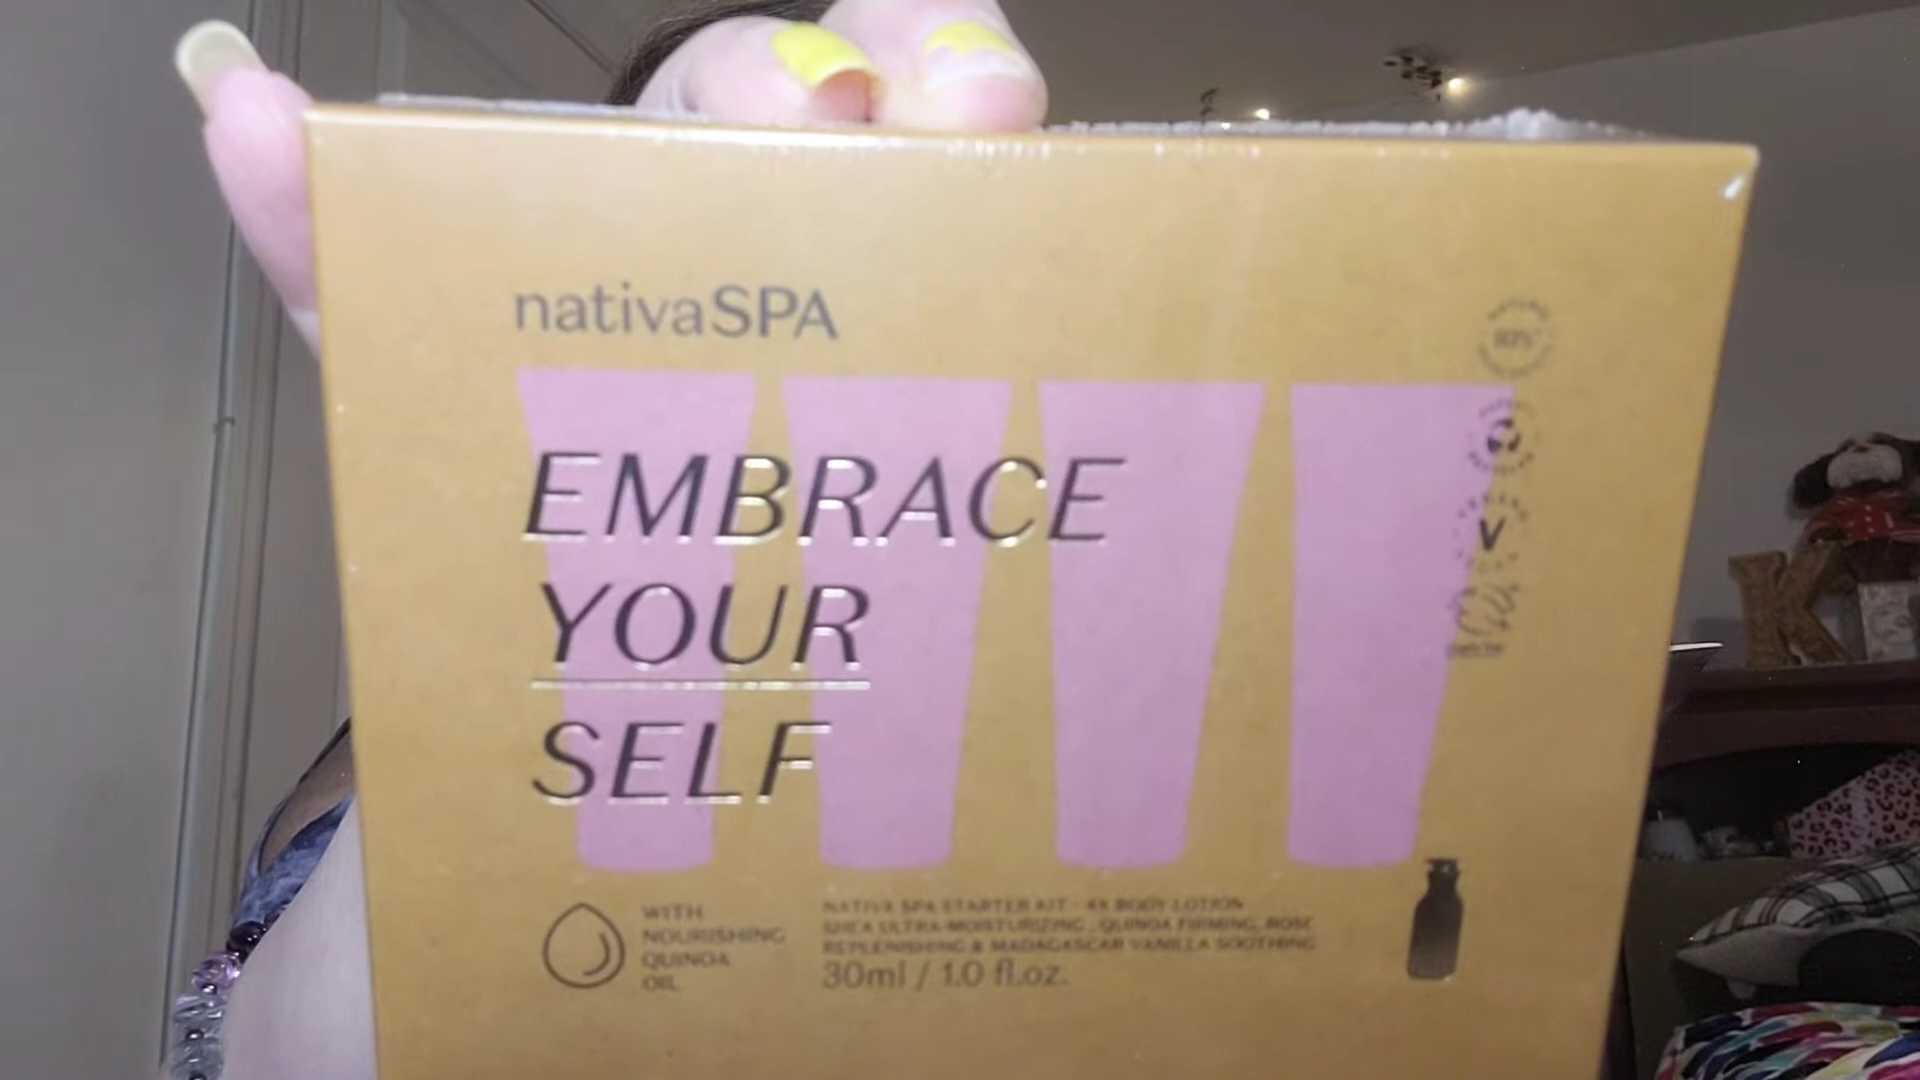 nativaSPA
EMBRACE
YOUR
SELF
WITH
NOURISHING
QUINOA
OIL
NATIVA SPA STARTER KIT - 4X BODY LOTION
SHEA ULTRA-MOISTURIZING, QUINOA FIRMING, ROSE
REPLENISHING & MADAGASCAR VANILLA SOOTHING
30ml / 1.0 fl.oz.
V
K